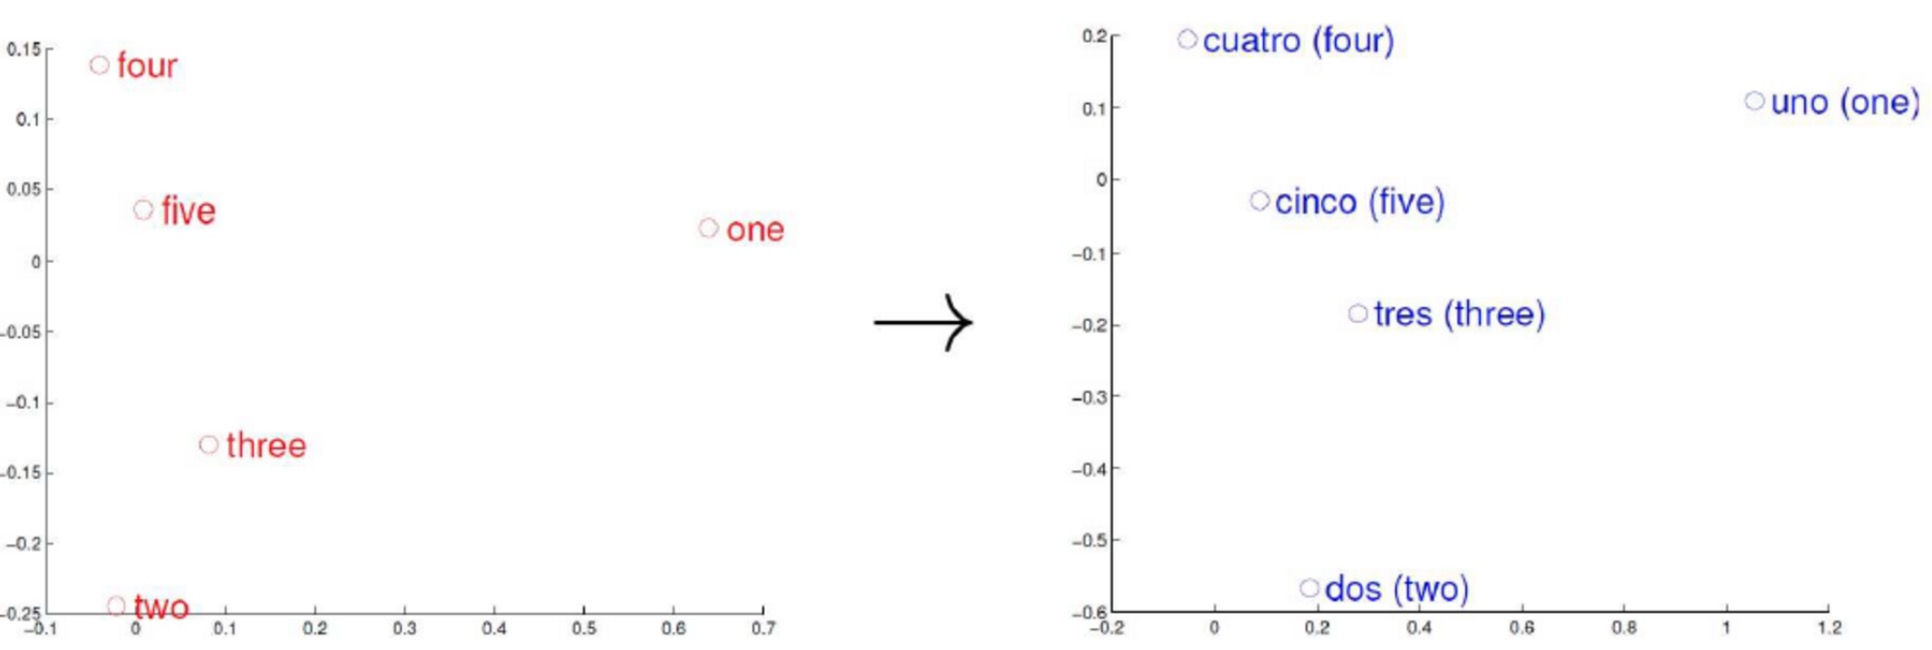 0.15
four
0.1
0.05
five
one
0
-0.05
-0.1
three
-0.15
-0.2
two
-0.25
-0.1 0 0.1 0.2 0.3 0.4 0.5 0.6 0.7
→
0.2
cuatro (four)
uno (one)
0.1
0
cinco (five)
-0.1
tres (three)
-0.2
-0.3
-0.4
-0.5
dos (two)
-0.6
-0.2 0 0.2 0.4 0.6 0.8 1 1.2